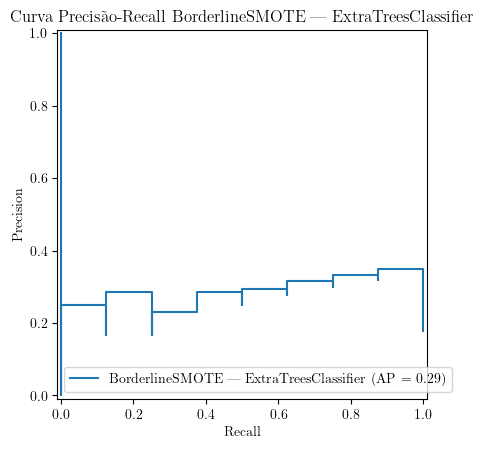 Curva Precisão-Recall BorderlineSMOTE — ExtraTreesClassifier
1.0
0.8
0.6
0.4
0.2
0.0
Precision
BorderlineSMOTE — ExtraTreesClassifier (AP = 0.29)
0.0 0.2 0.4 0.6 0.8 1.0
Recall